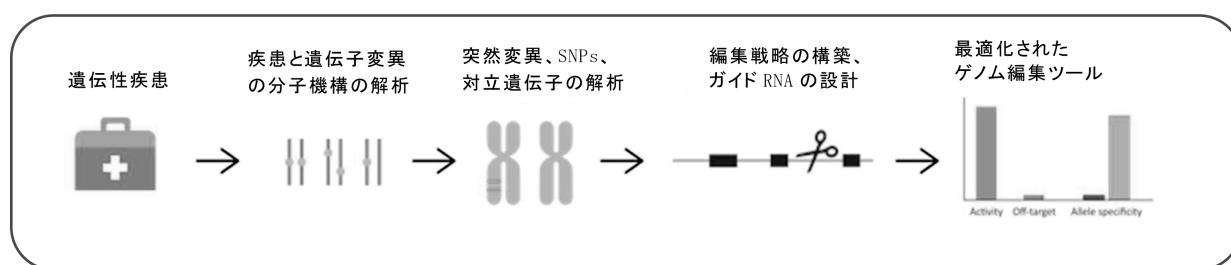 遺伝性疾患
疾患と遺伝子変異
の分子機構の解析
突然変異、SNPs、
対立遺伝子の解析
編集戦略の構築、
ガイド RNA の設計
最適化された
ゲノム編集ツール
Activity Off-target Allele specificity